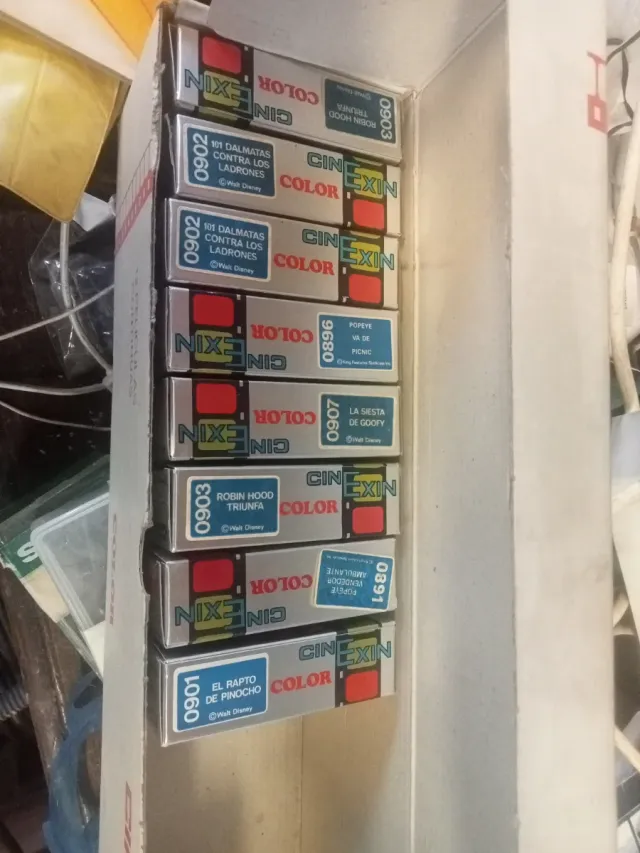 CINEXIN
COLOR
0903
ROBIN HOOD
TRIUNFA
©Walt Disney
0902
101 DALMATAS
CONTRA LOS
LADRONES
©Walt Disney
COLOR
CINEXIN
0902
101 DALMATAS
CONTRA LOS
LADRONES
©Walt Disney
COLOR
CINEXIN
CINEXIN
COLOR
0896
POPEYE
VA DE
PICNIC
CINEXIN
COLOR
0907
LA SIESTA
DE GOOFY
©Walt Disney
0903
ROBIN HOOD
TRIUNFA
©Walt Disney
COLOR
CINEXIN
CINEXIN
COLOR
0891
POPEYE
VENDEDOR
AMBULANTE
0901
EL RAPTO
DE PINOCHO
©Walt Disney
COLOR
CINEXIN